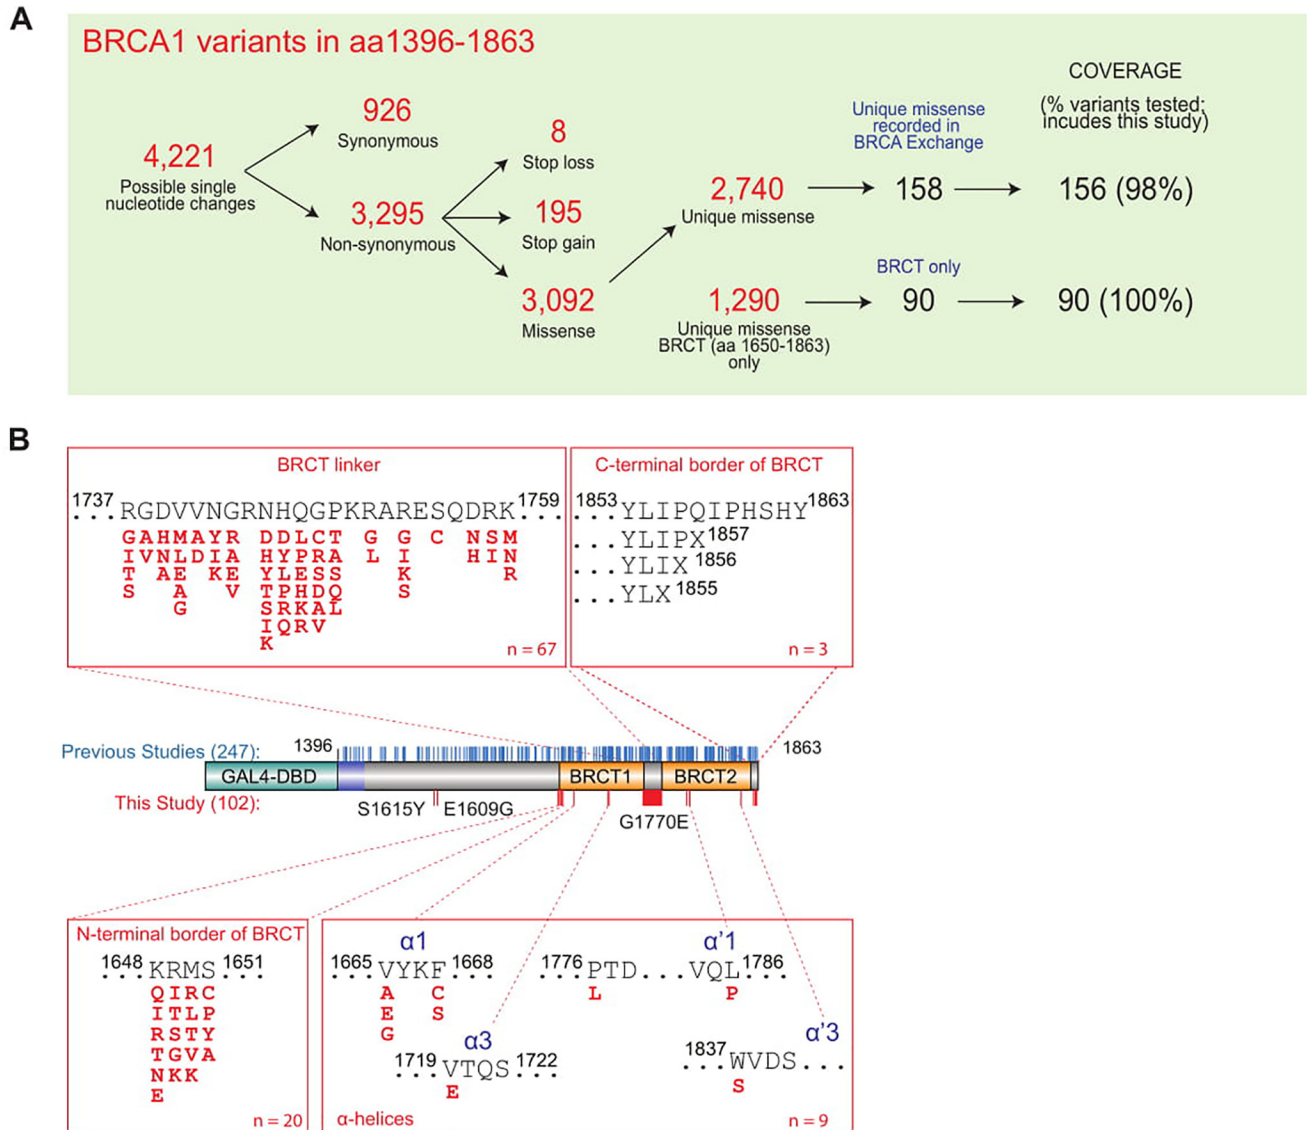 A
BRCA1 variants in aa1396-1863
4,221
Possible single
nucleotide changes
926
Synonymous
3,295
Non-synonymous
8
Stop loss
195
Stop gain
3,092
Missense
2,740
Unique missense
1,290
Unique missense
BRCT (aa 1650-1863)
only
Unique missense
recorded in
BRCA Exchange
158
BRCT only
90
COVERAGE
(% variants tested;
incudes this study)
156 (98%)
90 (100%)
B
BRCT linker
1737 1759
...RGDVVNGRNHQGPKRARESQDRK...
GAHMAYR DDLCT G G C NSM
IVNLDIA HYPRA L I HIN
T AE KE YLESS K R
S A V TPHDQ S
G SRKAL
IQRV
K
n = 67
C-terminal border of BRCT
1853 1863
...YLIPQIPHSHY
...YLIPX1857
...YLIX1856
...YLX1855
n = 3
Previous Studies (247):
1396
1863
GAL4-DBD
BRCT1
BRCT2
This Study (102):
S1615Y
E1609G
G1770E
N-terminal border of BRCT
1648 1651
...KRMS...
QIRC
ITLP
RSTY
TGVA
NKK
E
n = 20
α1
1665 1668
...VYKF...
A C
E S
G
α'1
1776 1786
...PTD...VQL...
L P
α3
1719 1722
...VTQS...
E
α'3
1837
...WVDS...
S
α-helices
n = 9